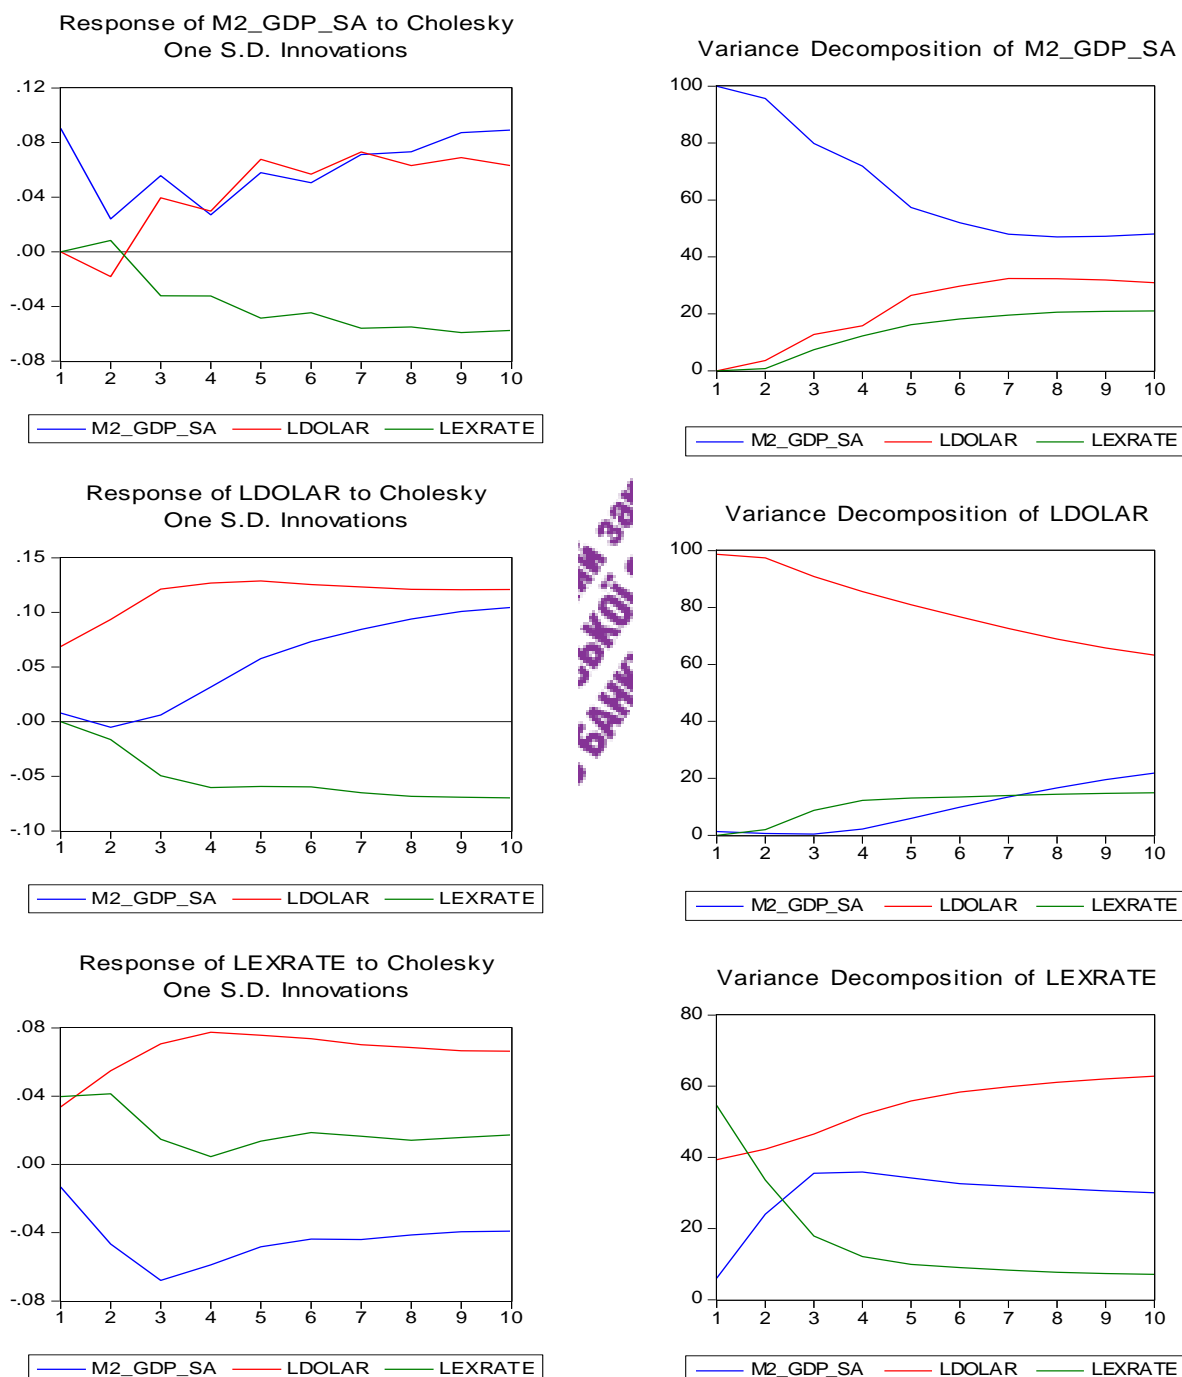 Response of M2_GDP_SA to Cholesky
One S.D. Innovations
.12
.08
.04
.00
-.04
-.08
1 2 3 4 5 6 7 8 9 10
M2_GDP_SA LDOLAR LEXRATE
Variance Decomposition of M2_GDP_SA
100
80
60
40
20
0
1 2 3 4 5 6 7 8 9 10
M2_GDP_SA LDOLAR LEXRATE
Response of LDOLAR to Cholesky
One S.D. Innovations
.15
.10
.05
.00
-.05
-.10
1 2 3 4 5 6 7 8 9 10
M2_GDP_SA LDOLAR LEXRATE
Variance Decomposition of LDOLAR
100
80
60
40
20
0
1 2 3 4 5 6 7 8 9 10
M2_GDP_SA LDOLAR LEXRATE
Response of LEXRATE to Cholesky
One S.D. Innovations
.08
.04
.00
-.04
-.08
1 2 3 4 5 6 7 8 9 10
M2_GDP_SA LDOLAR LEXRATE
Variance Decomposition of LEXRATE
80
60
40
20
0
1 2 3 4 5 6 7 8 9 10
M2_GDP_SA LDOLAR LEXRATE